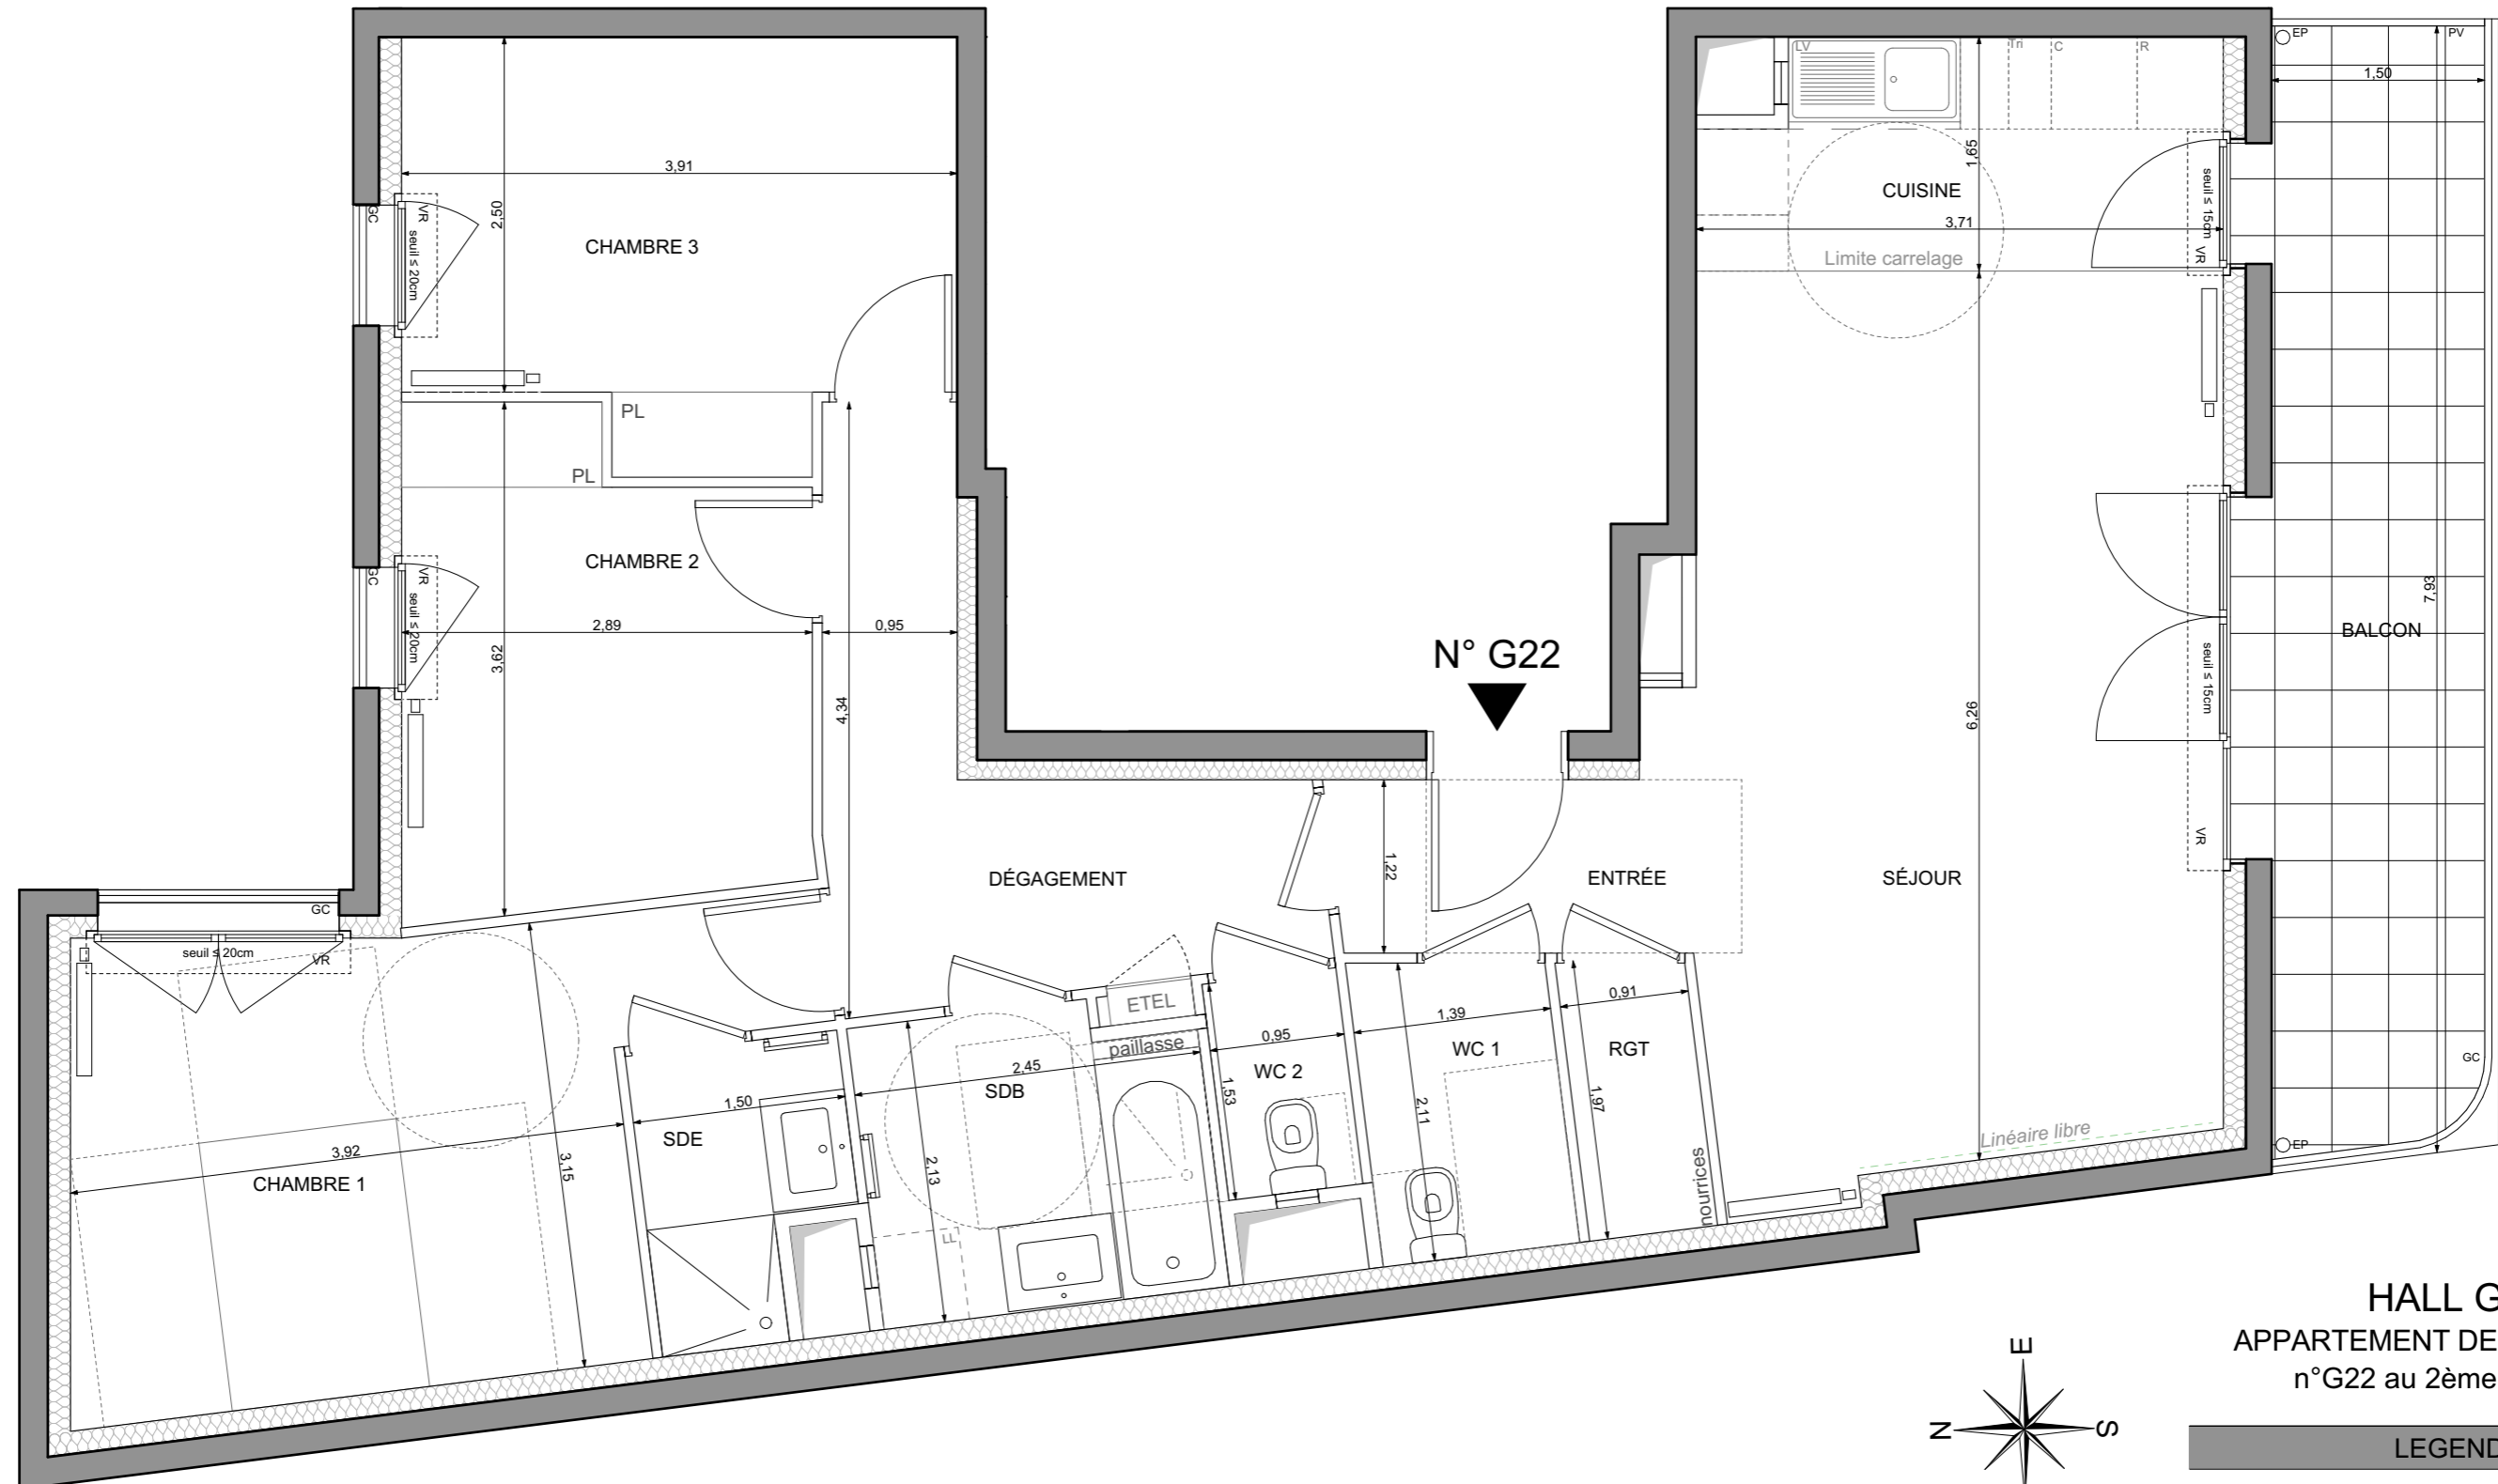 EP
PV
1,50
LV
Tri
C
R
3,91
2,50
1,65
CUISINE
3,71
Limite carrelage
seuil ≤ 15cm
VR
CHAMBRE 3
GC
VR
seuil ≤ 20cm
PL
PL
CHAMBRE 2
GC
VR
seuil ≤ 20cm
2,89
0,95
3,62
4,34
N° G22
7,93
BALCON
seuil ≤ 15cm
6,26
VR
1,22
DÉGAGEMENT
ENTRÉE
SÉJOUR
GC
seuil ≤ 20cm
VR
ETEL
paillasse
0,95
1,39
0,91
2,45
SDB
WC 2
WC 1
RGT
GC
1,50
SDE
1,53
2,11
1,97
Linéaire libre
EP
3,92
3,15
2,13
CHAMBRE 1
nourrices
LL
HALL G
APPARTEMENT DE
n°G22 au 2ème
E
N
S
LEGEND